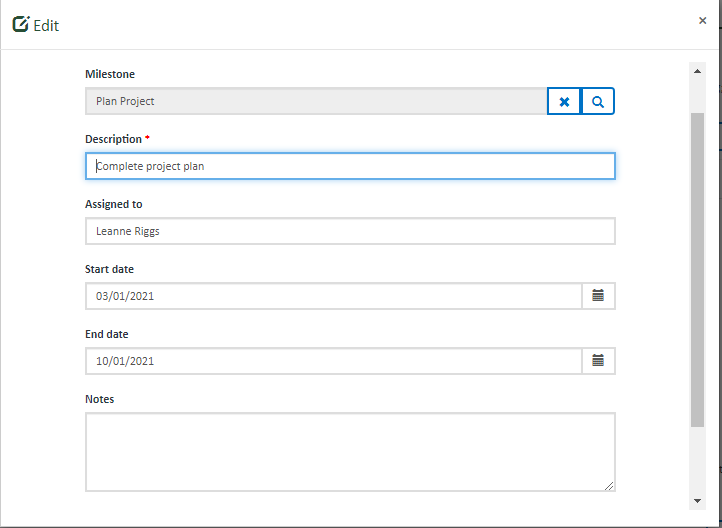 Edit
×
Milestone
Plan Project
Description *
Complete project plan
Assigned to
Leanne Riggs
Start date
03/01/2021
End date
10/01/2021
Notes